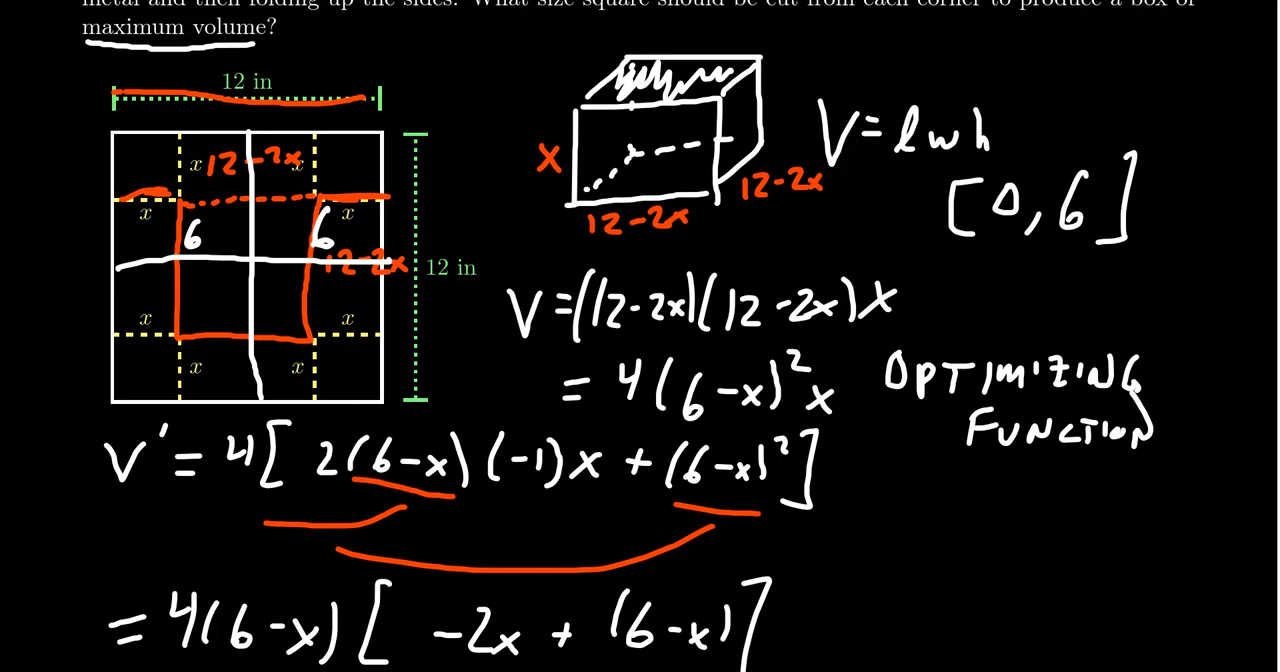 metal and then folding up the sides. What size square should be cut from each corner to produce a box of
maximum volume?
12 in
x 12-2x x
x x
6 6
12-2x
12 in
x x
x x
x
12-2x
12-2x
V = l w h
[0, 6]
V = (12-2x)(12-2x)x
= 4(6-x)²x
OPTIMIZING
FUNCTION
V' = 4[ 2(6-x)(-1)x + (6-x)²]
= 4(6-x)[ -2x + (6-x)]